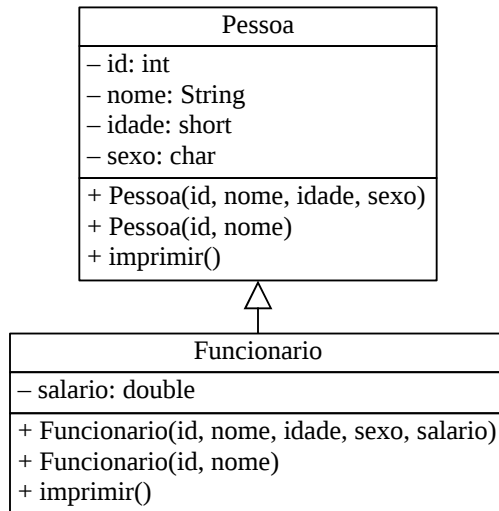 Pessoa
– id: int
– nome: String
– idade: short
– sexo: char
+ Pessoa(id, nome, idade, sexo)
+ Pessoa(id, nome)
+ imprimir()
Funcionario
– salario: double
+ Funcionario(id, nome, idade, sexo, salario)
+ Funcionario(id, nome)
+ imprimir()